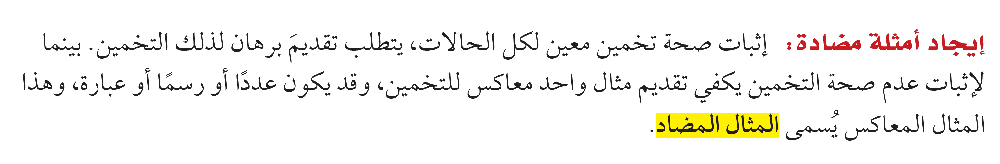 إيجاد أمثلة مضادة: إثبات صحة تخمين معين لكل الحالات، يتطلب تقديمَ برهان لذلك التخمين. بينما
لإثبات عدم صحة التخمين يكفي تقديم مثال واحد معاكس للتخمين، وقد يكون عددًا أو رسمًا أو عبارة، وهذا
المثال المعاكس يُسمى المثال المضاد.